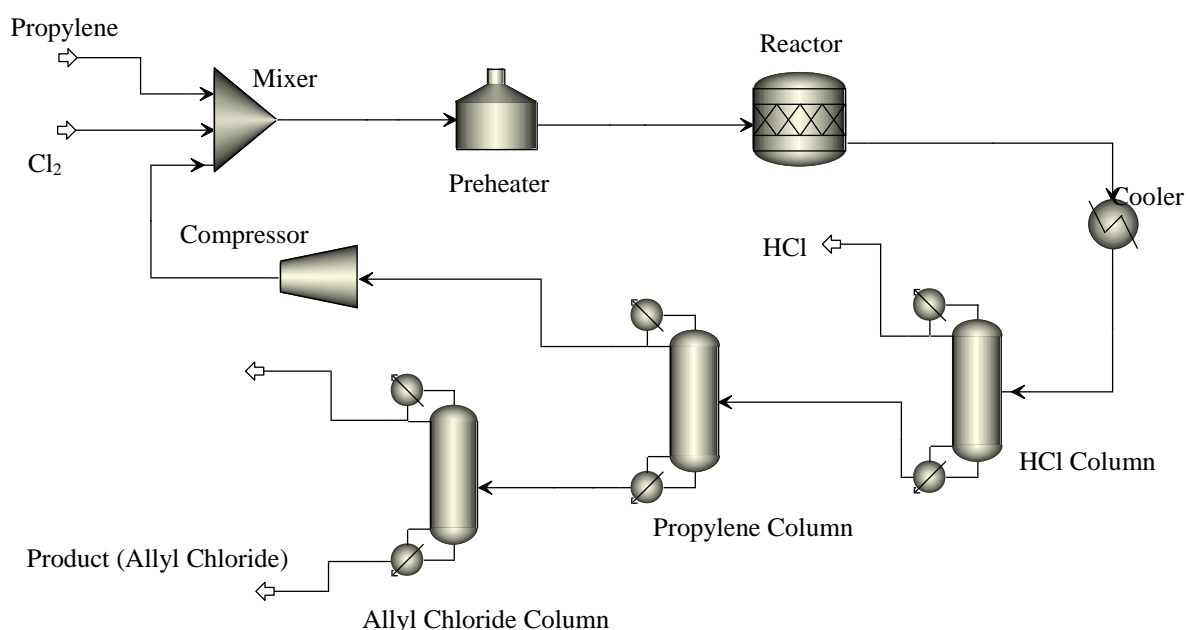 Propylene
Reactor
Mixer
Cl₂
Preheater
Cooler
Compressor
HCl
HCl Column
Propylene Column
Product (Allyl Chloride)
Allyl Chloride Column